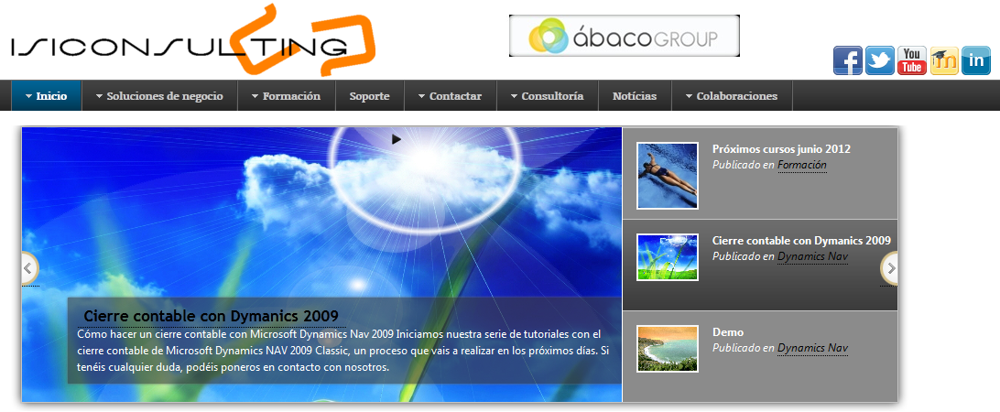 ISICONSULTING
ábacoGROUP
You
Tube
m
in
Inicio
Soluciones de negocio
Formación
Soporte
Contactar
Consultoría
Notícias
Colaboraciones
Cierre contable con Dymanics 2009
Cómo hacer un cierre contable con Microsoft Dynamics Nav 2009 Iniciamos nuestra serie de tutoriales con el
cierre contable de Microsoft Dynamics NAV 2009 Classic, un proceso que vais a realizar en los próximos días. Si
tenéis cualquier duda, podéis poneros en contacto con nosotros.
Próximos cursos junio 2012
Publicado en Formación
Cierre contable con Dymanics 2009
Publicado en Dynamics Nav
Demo
Publicado en Dynamics Nav